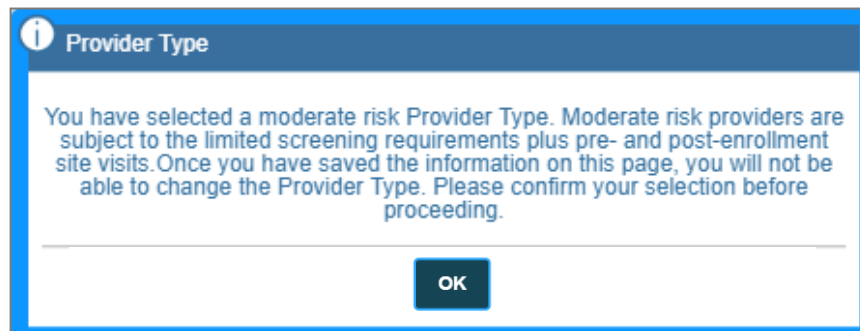 i
Provider Type
You have selected a moderate risk Provider Type. Moderate risk providers are
subject to the limited screening requirements plus pre- and post-enrollment
site visits.Once you have saved the information on this page, you will not be
able to change the Provider Type. Please confirm your selection before
proceeding.
OK